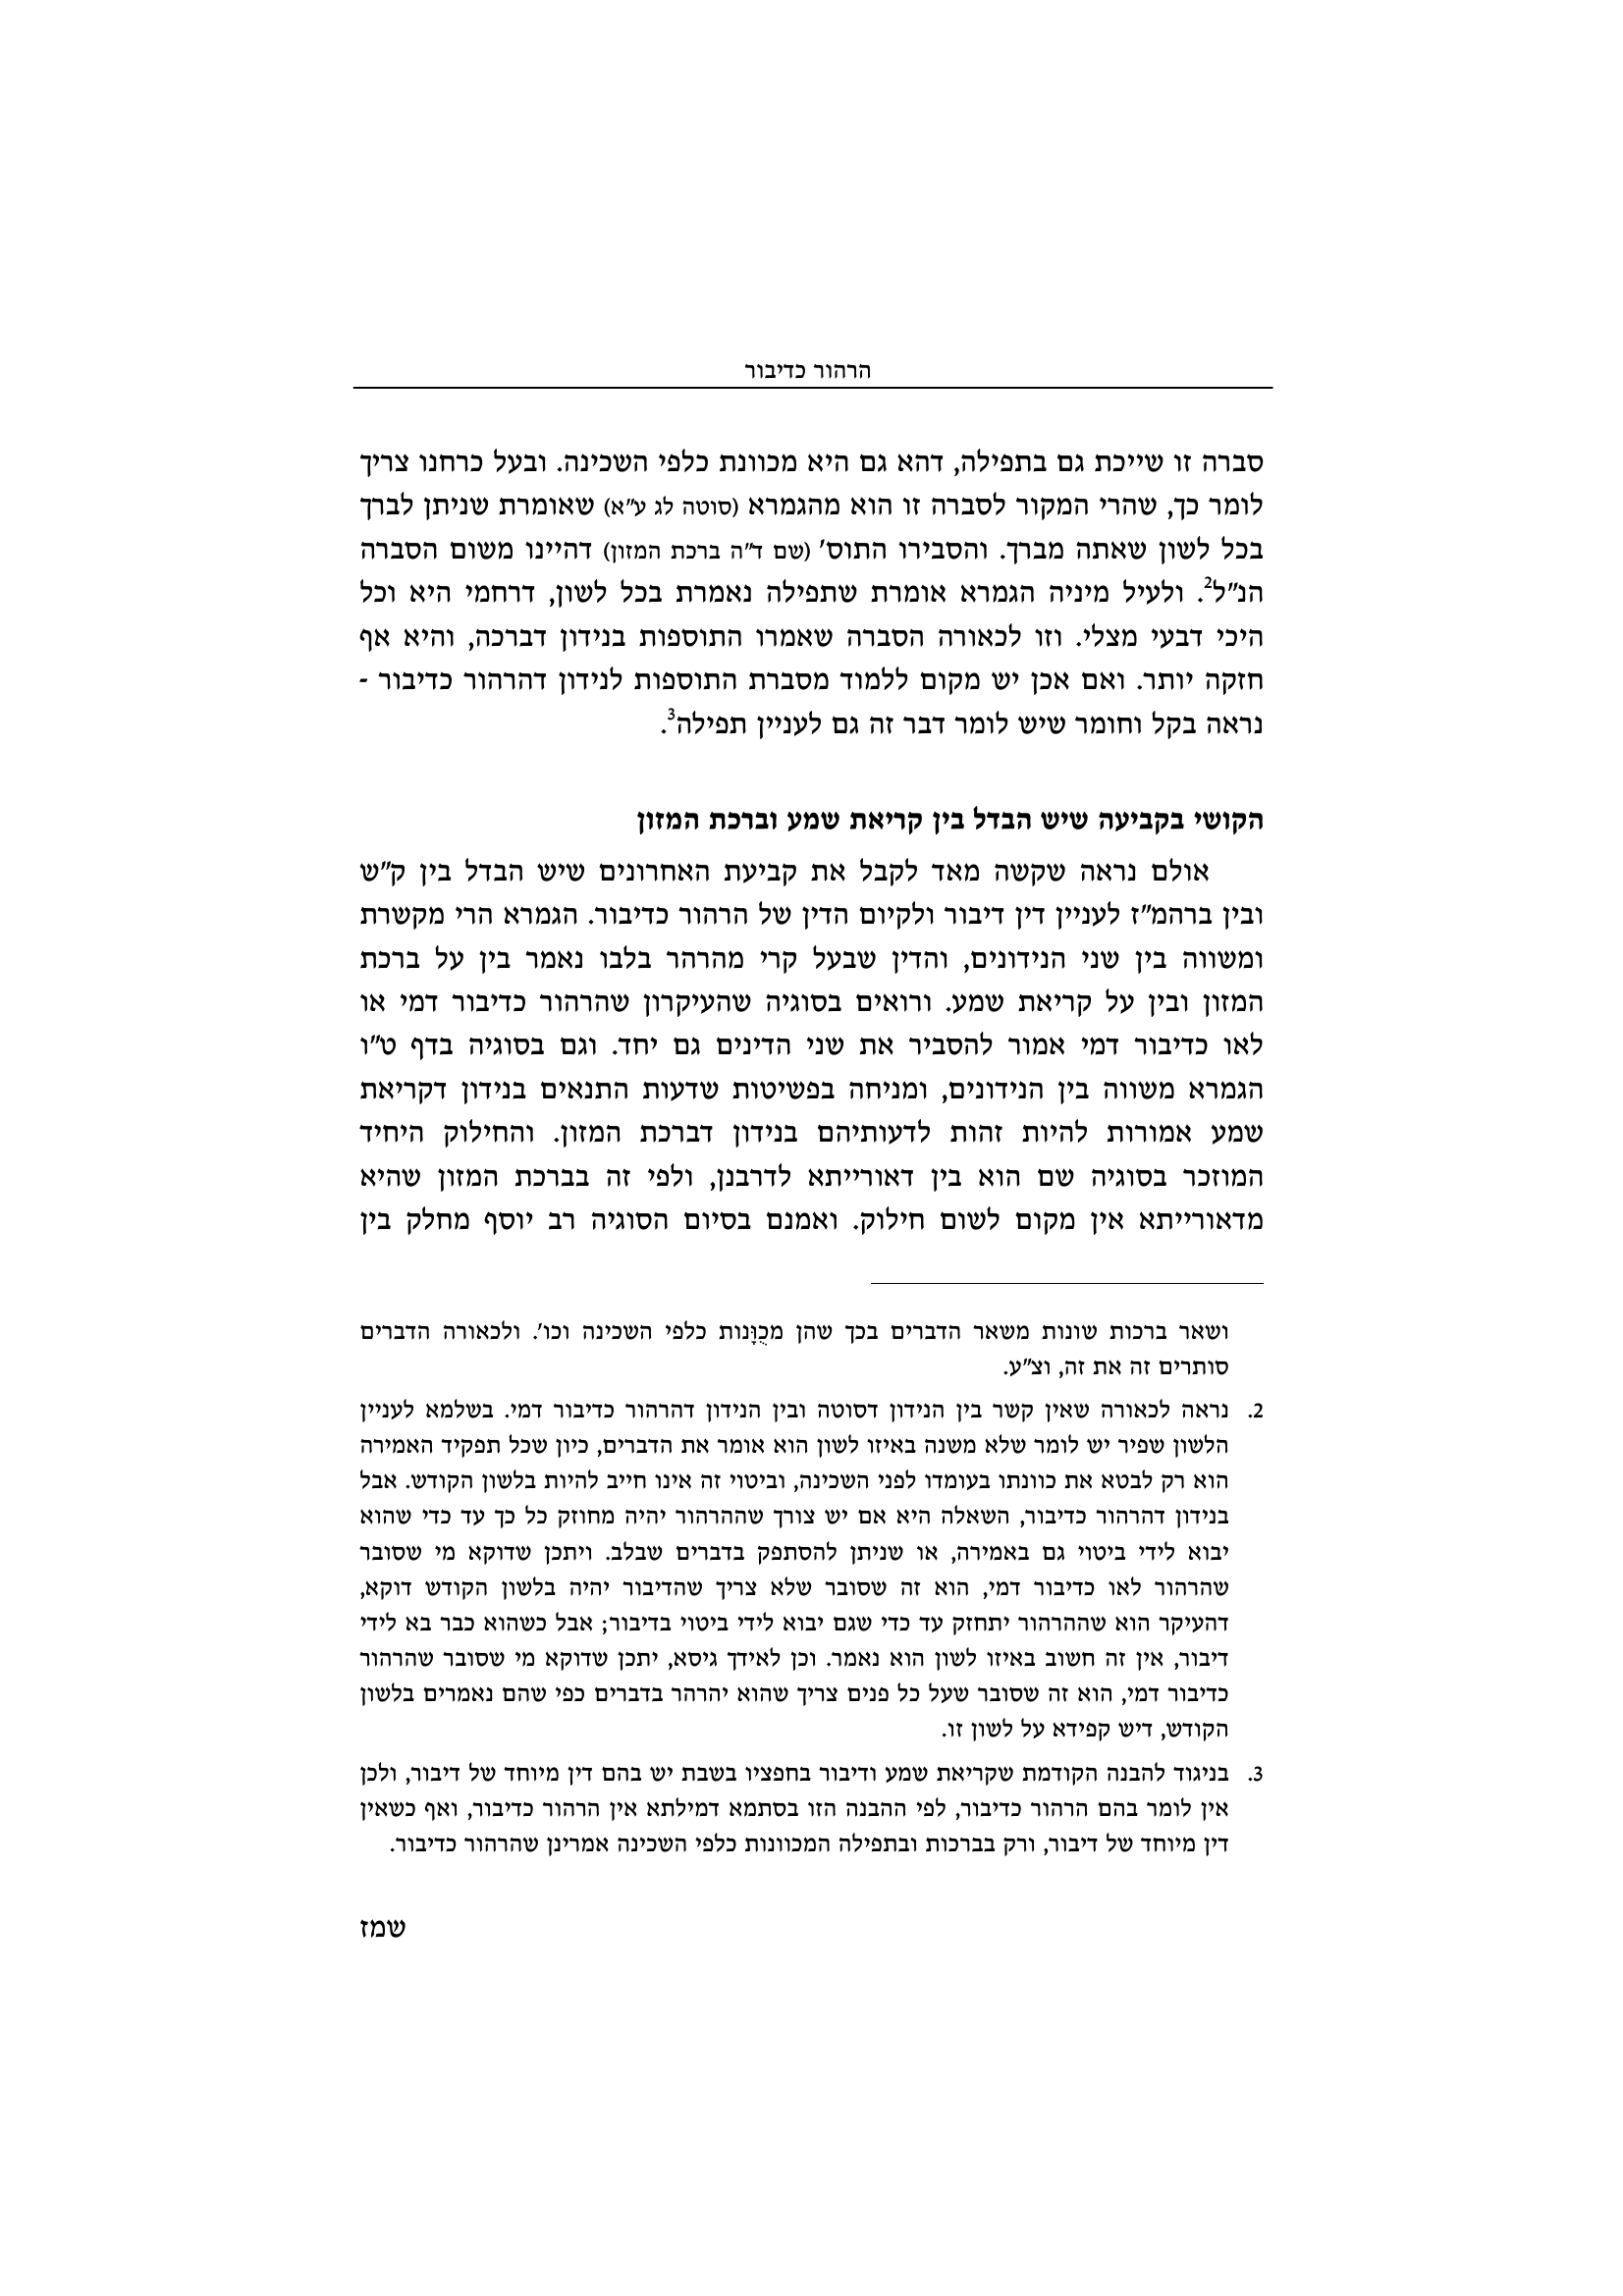 הרהור כדיבור
סברה זו שייכת גם בתפילה, דהא גם היא מכוונת כלפי השכינה. ובעל כרחנו צריך
לומר כך, שהרי המקור לסברה זו הוא מהגמרא (סוטה לג ע"א) שאומרת שניתן לברך
בכל לשון שאתה מברך. והסבירו התוס' (שם ד"ה ברכת המזון) דהיינו משום הסברה
הנ"ל2. ולעיל מיניה הגמרא אומרת שתפילה נאמרת בכל לשון, דרחמי היא וכל
היכי דבעי מצלי. וזו לכאורה הסברה שאמרו התוספות בנידון דברכה, והיא אף
חזקה יותר. ואם אכן יש מקום ללמוד מסברת התוספות לנידון דהרהור כדיבור -
נראה בקל וחומר שיש לומר דבר זה גם לעניין תפילה3.
הקושי בקביעה שיש הבדל בין קריאת שמע וברכת המזון
אולם נראה שקשה מאד לקבל את קביעת האחרונים שיש הבדל בין ק"ש
ובין ברהמ"ז לעניין דין דיבור ולקיום הדין של הרהור כדיבור. הגמרא הרי מקשרת
ומשווה בין שני הנידונים, והדין שבעל קרי מהרהר בלבו נאמר בין על ברכת
המזון ובין על קריאת שמע. ורואים בסוגיה שהעיקרון שהרהור כדיבור דמי או
לאו כדיבור דמי אמור להסביר את שני הדינים גם יחד. וגם בסוגיה בדף ט"ו
הגמרא משווה בין הנידונים, ומניחה בפשיטות שדעות התנאים בנידון דקריאת
שמע אמורות להיות זהות לדעותיהם בנידון דברכת המזון. והחילוק היחיד
המוזכר בסוגיה שם הוא בין דאורייתא לדרבנן, ולפי זה בברכת המזון שהיא
מדאורייתא אין מקום לשום חילוק. ואמנם בסיום הסוגיה רב יוסף מחלק בין
ושאר ברכות שונות משאר הדברים בכך שהן מכֻוָּנות כלפי השכינה וכו'. ולכאורה הדברים
סותרים זה את זה, וצ"ע.
2. נראה לכאורה שאין קשר בין הנידון דסוטה ובין הנידון דהרהור כדיבור דמי. בשלמא לעניין
הלשון שפיר יש לומר שלא משנה באיזו לשון הוא אומר את הדברים, כיון שכל תפקיד האמירה
הוא רק לבטא את כוונתו בעומדו לפני השכינה, וביטוי זה אינו חייב להיות בלשון הקודש. אבל
בנידון דהרהור כדיבור, השאלה היא אם יש צורך שההרהור יהיה מחוזק כל כך עד כדי שהוא
יבוא לידי ביטוי גם באמירה, או שניתן להסתפק בדברים שבלב. ויתכן שדוקא מי שסובר
שהרהור לאו כדיבור דמי, הוא זה שסובר שלא צריך שהדיבור יהיה בלשון הקודש דוקא,
דהעיקר הוא שההרהור יתחזק עד כדי שגם יבוא לידי ביטוי בדיבור; אבל כשהוא כבר בא לידי
דיבור, אין זה חשוב באיזו לשון הוא נאמר. וכן לאידך גיסא, יתכן שדוקא מי שסובר שהרהור
כדיבור דמי, הוא זה שסובר שעל כל פנים צריך שהוא יהרהר בדברים כפי שהם נאמרים בלשון
הקודש, דיש קפידא על לשון זו.
3. בניגוד להבנה הקודמת שקריאת שמע ודיבור בחפציו בשבת יש בהם דין מיוחד של דיבור, ולכן
אין לומר בהם הרהור כדיבור, לפי ההבנה הזו בסתמא דמילתא אין הרהור כדיבור, ואף כשאין
דין מיוחד של דיבור, ורק בברכות ובתפילה המכוונות כלפי השכינה אמרינן שהרהור כדיבור.
שמז